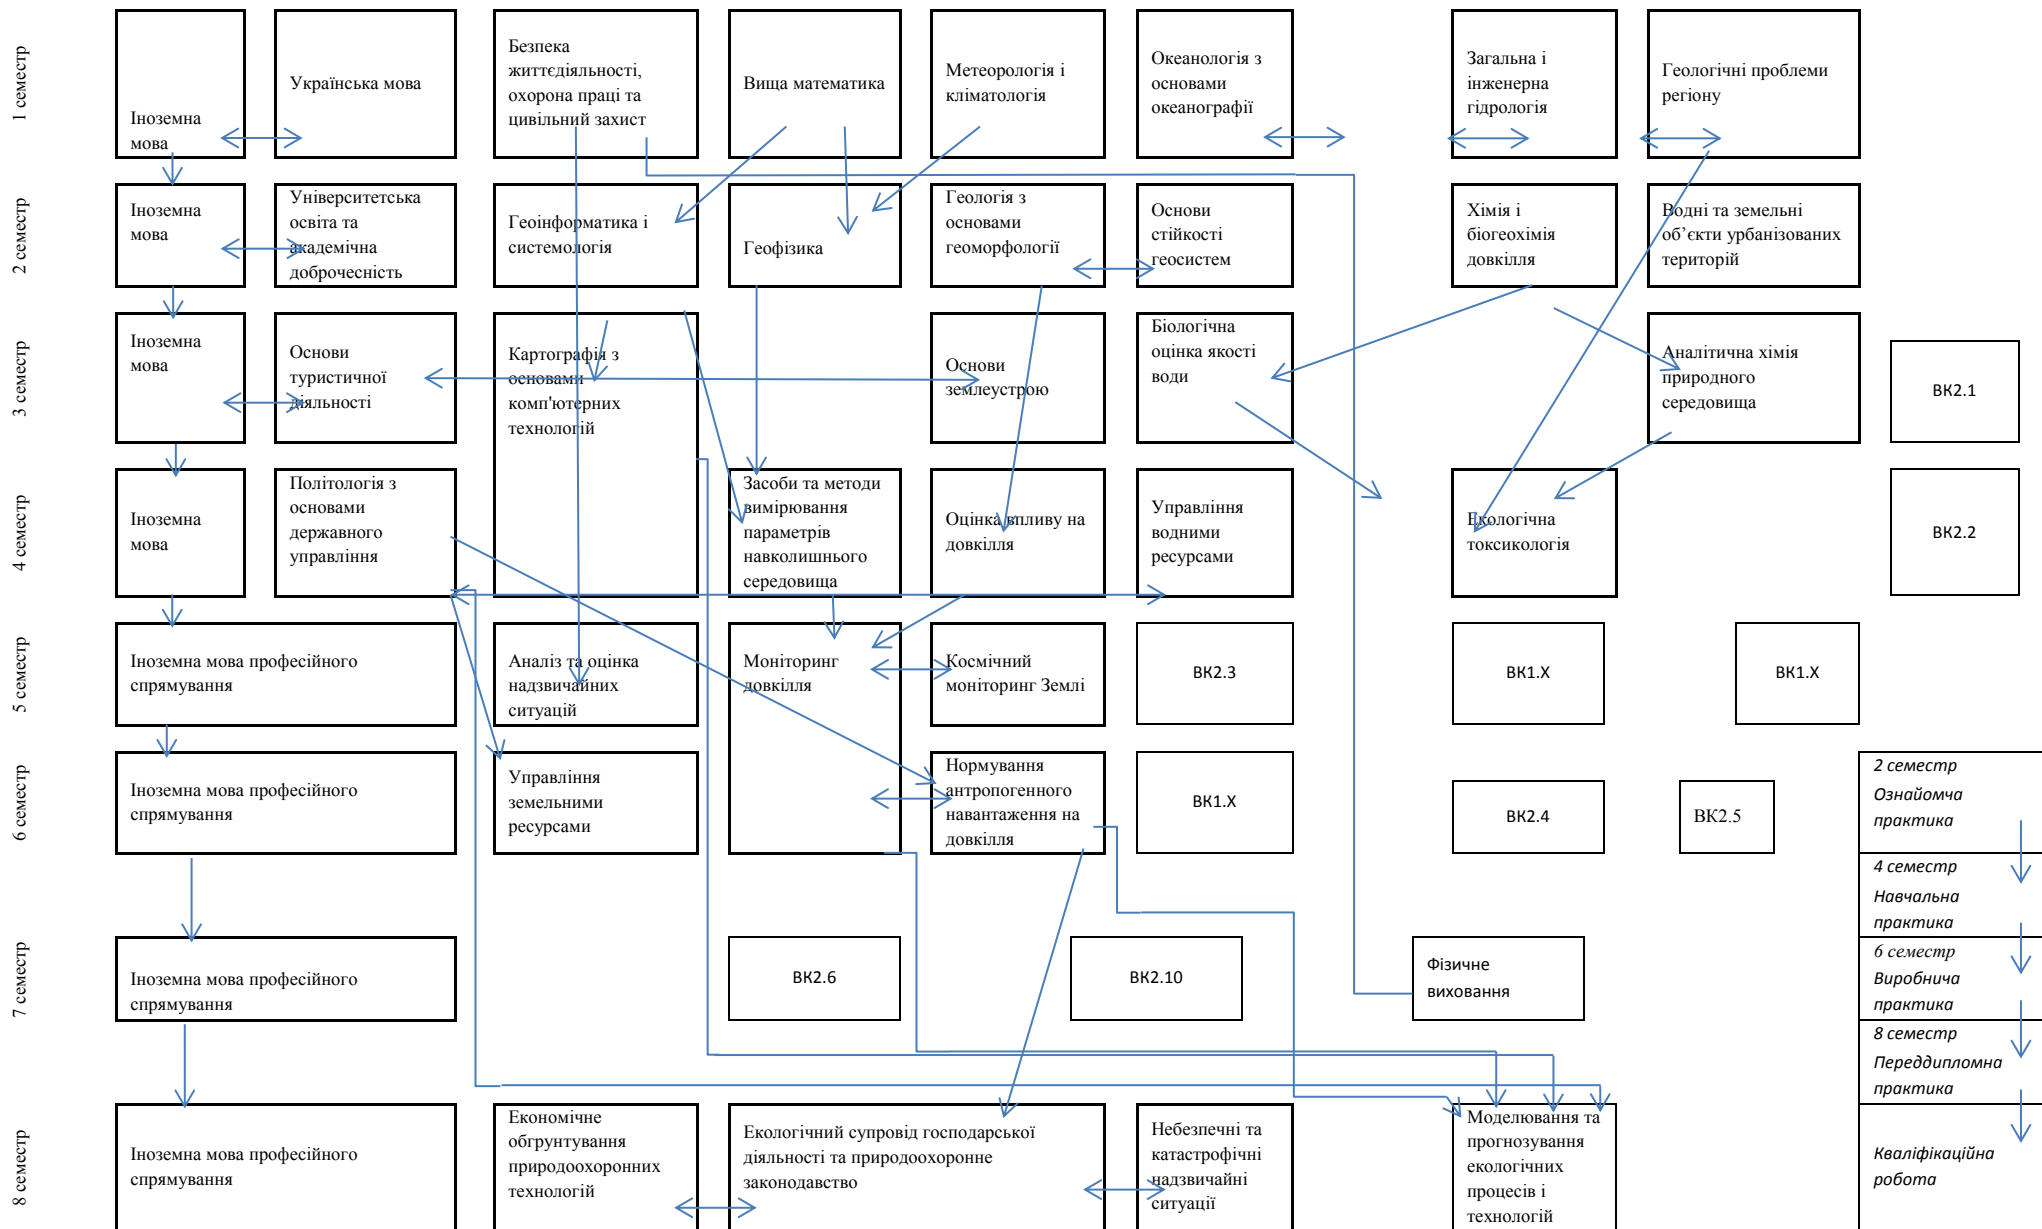 1 семестр
Іноземна
мова
Українська мова
Безпека
життєдіяльності,
охорона праці та
цивільний захист
Вища математика
Метеорологія і
кліматологія
Океанологія з
основами
океанографії
Загальна і
інженерна
гідрологія
Геологічні проблеми
регіону
2 семестр
Іноземна
мова
Університетська
освіта та
академічна
доброчесність
Геоінформатика і
системологія
Геофізика
Геологія з
основами
геоморфології
Основи
стійкості
геосистем
Хімія і
біогеохімія
довкілля
Водні та земельні
об’єкти урбанізованих
територій
3 семестр
Іноземна
мова
Основи
туристичної
діяльності
Картографія з
основами
комп'ютерних
технологій
Основи
землеустрою
Біологічна
оцінка якості
води
Аналітична хімія
природного
середовища
ВК2.1
4 семестр
Іноземна
мова
Політологія з
основами
державного
управління
Засоби та методи
вимірювання
параметрів
навколишнього
середовища
Оцінка впливу на
довкілля
Управління
водними
ресурсами
Екологічна
токсикологія
ВК2.2
5 семестр
Іноземна мова професійного
спрямування
Аналіз та оцінка
надзвичайних
ситуацій
Моніторинг
довкілля
Космічний
моніторинг Землі
ВК2.3
ВК1.Х
ВК1.Х
6 семестр
Іноземна мова професійного
спрямування
Управління
земельними
ресурсами
Нормування
антропогенного
навантаження на
довкілля
ВК1.Х
ВК2.4
ВК2.5
2 семестр
Ознайомча
практика
4 семестр
Навчальна
практика
7 семестр
Іноземна мова професійного
спрямування
ВК2.6
ВК2.10
Фізичне
виховання
6 семестр
Виробнича
практика
8 семестр
Переддипломна
практика
8 семестр
Іноземна мова професійного
спрямування
Економічне
обгрунтування
природоохоронних
технологій
Екологічний супровід господарської
діяльності та природоохоронне
законодавство
Небезпечні та
катастрофічні
надзвичайні
ситуації
Моделювання та
прогнозування
екологічних
процесів і
технологій
Кваліфікаційна
робота